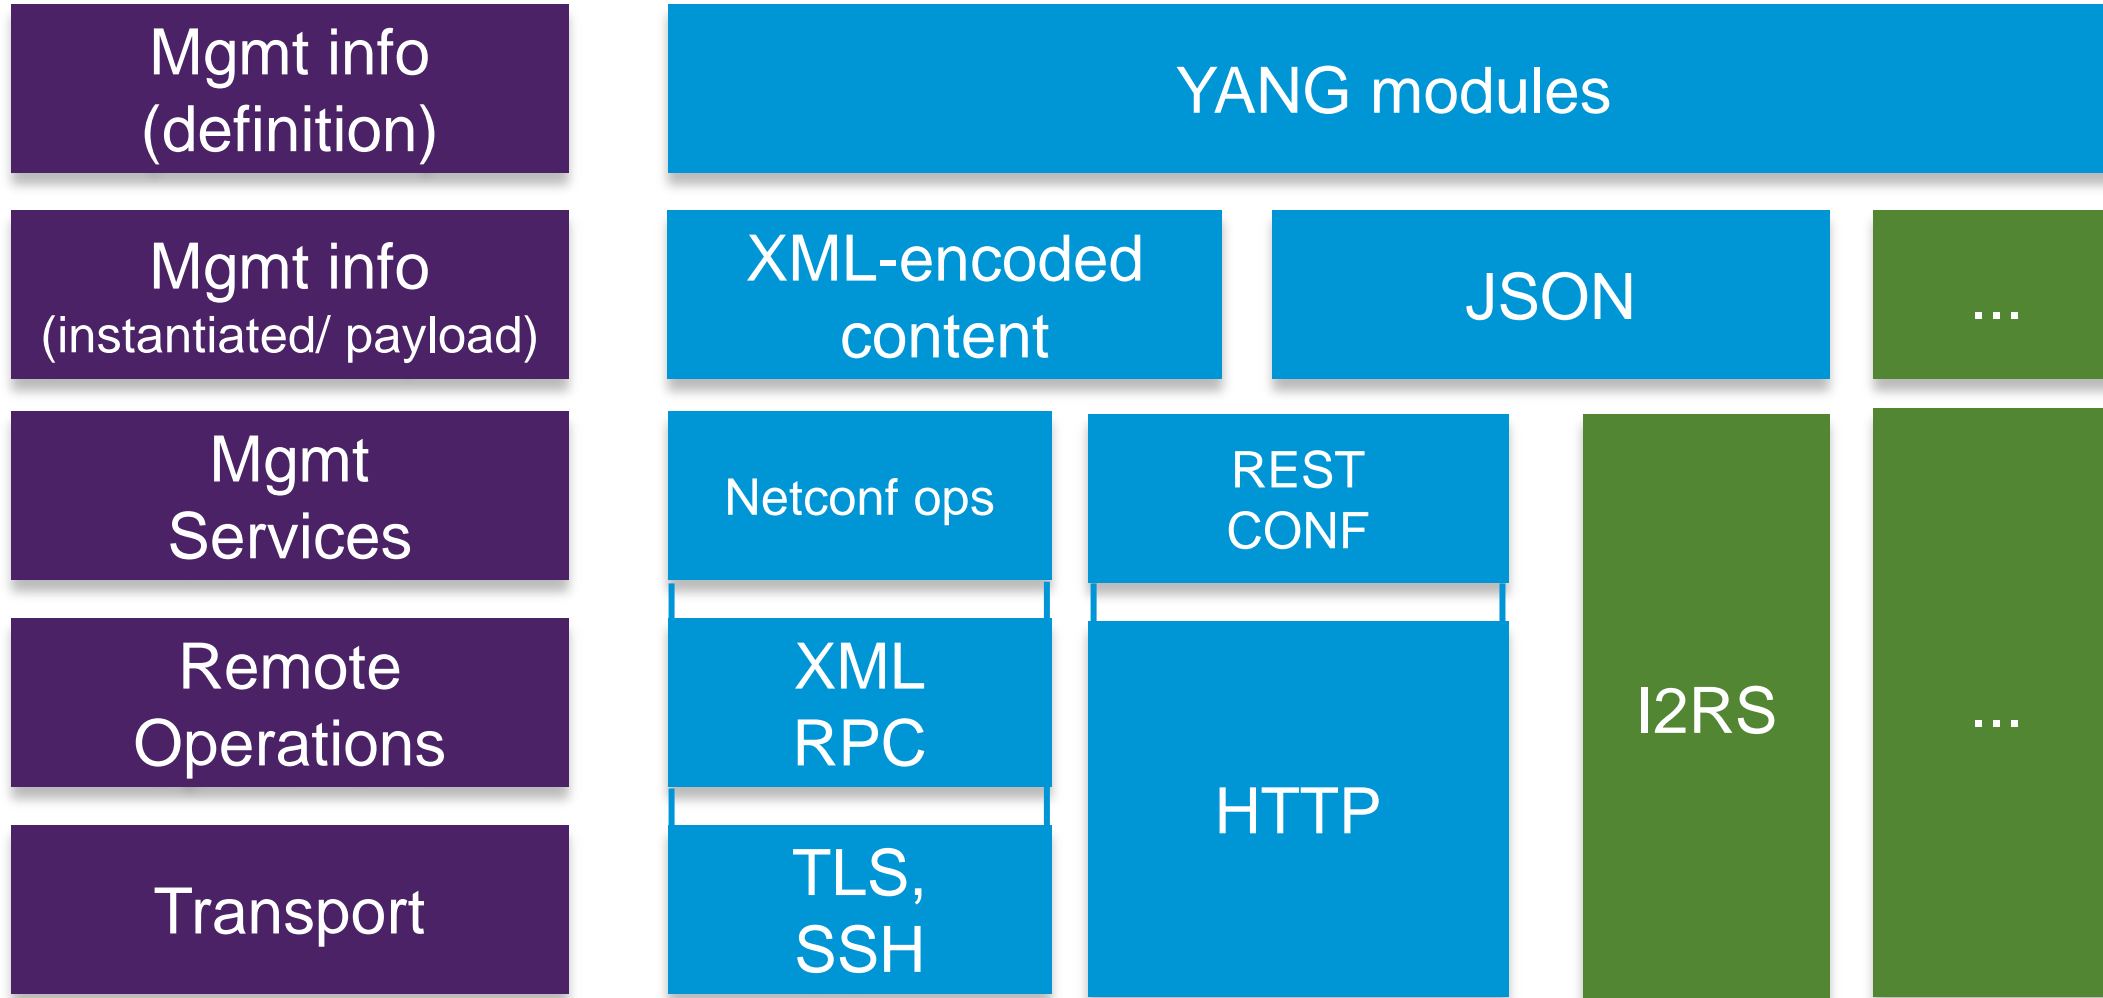 Mgmt info
(definition)
YANG modules
Mgmt info
(instantiated/ payload)
XML-encoded
content
JSON
...
Mgmt
Services
Netconf ops
REST
CONF
Remote
Operations
XML
RPC
HTTP
I2RS
...
Transport
TLS,
SSH